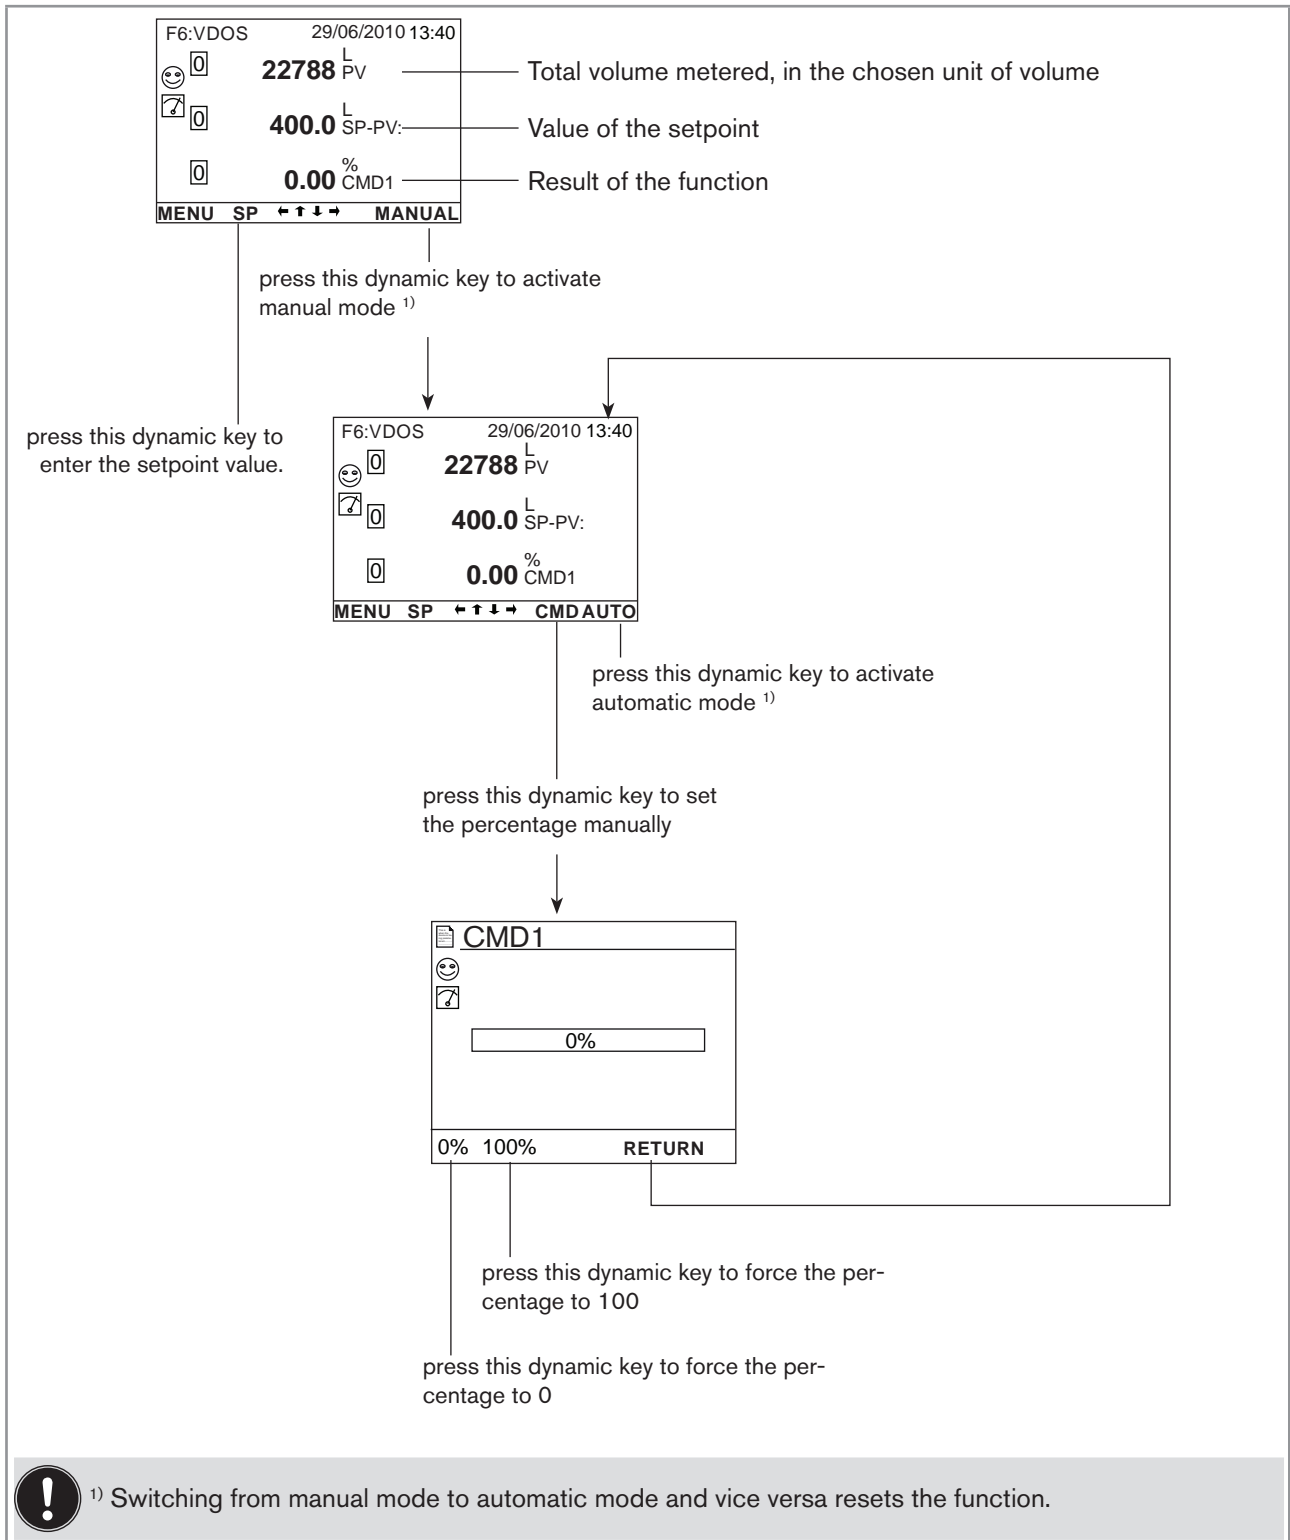 F6:VDOS 29/06/2010 13:40
0 22788 L PV
Total volume metered, in the chosen unit of volume
0 400.0 L SP-PV:
Value of the setpoint
0 0.00 % CMD1
Result of the function
MENU SP MANUAL
press this dynamic key to activate
manual mode 1)
press this dynamic key to
enter the setpoint value.
F6:VDOS 29/06/2010 13:40
0 22788 L PV
0 400.0 L SP-PV:
0 0.00 % CMD1
MENU SP CMD AUTO
press this dynamic key to activate
automatic mode 1)
press this dynamic key to set
the percentage manually
CMD1
0%
0% 100% RETURN
press this dynamic key to force the per-
centage to 100
press this dynamic key to force the per-
centage to 0
! 1) Switching from manual mode to automatic mode and vice versa resets the function.